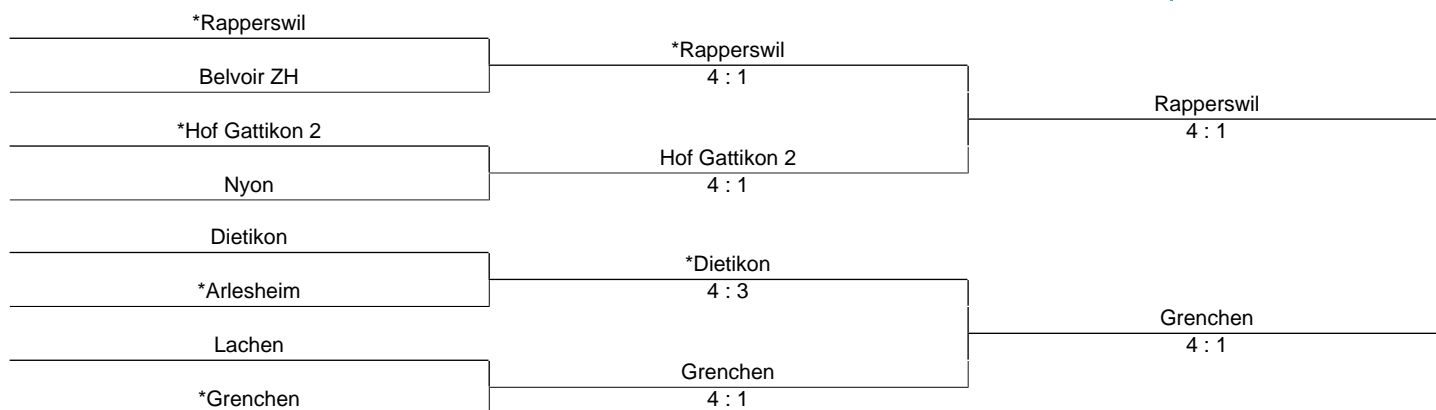 *Rapperswil
*Rapperswil
Belvoir ZH
4 : 1
Rapperswil
*Hof Gattikon 2
4 : 1
Hof Gattikon 2
Nyon
4 : 1
Dietikon
*Dietikon
*Arlesheim
4 : 3
Grenchen
Lachen
4 : 1
Grenchen
*Grenchen
4 : 1